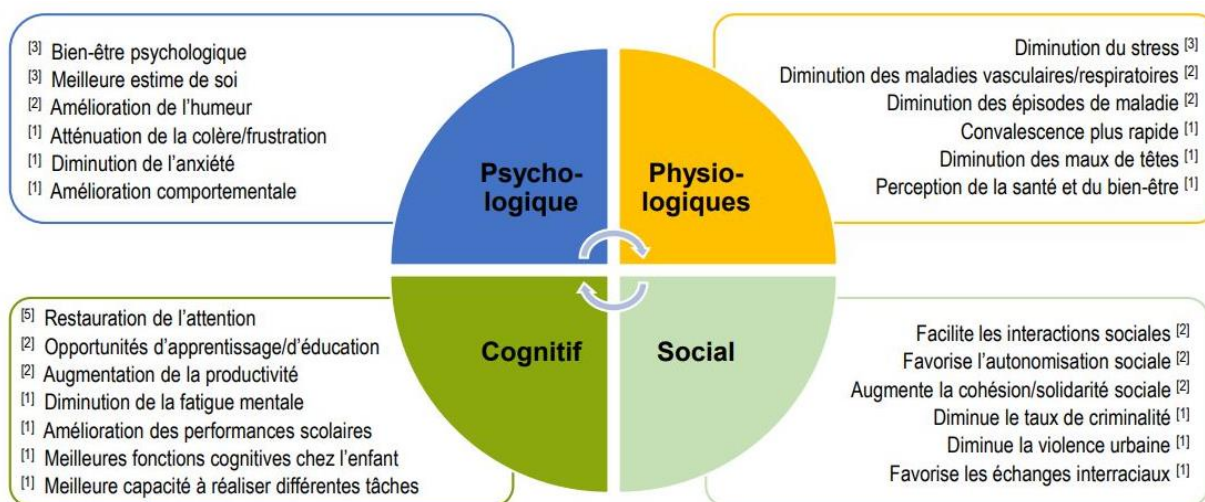 [3] Bien-être psychologique
[3] Meilleure estime de soi
[2] Amélioration de l'humeur
[1] Atténuation de la colère/frustration
[1] Diminution de l'anxiété
[1] Amélioration comportementale
Psycho-
logique
Physio-
logiques
Diminution du stress [3]
Diminution des maladies vasculaires/respiratoires [2]
Diminution des épisodes de maladie [2]
Convalescence plus rapide [1]
Diminution des maux de têtes [1]
Perception de la santé et du bien-être [1]
[5] Restauration de l'attention
[2] Opportunités d'apprentissage/d'éducation
[2] Augmentation de la productivité
[1] Diminution de la fatigue mentale
[1] Amélioration des performances scolaires
[1] Meilleures fonctions cognitives chez l'enfant
[1] Meilleure capacité à réaliser différentes tâches
Cognitif
Social
Facilite les interactions sociales [2]
Favorise l'autonomisation sociale [2]
Augmente la cohésion/solidarité sociale [2]
Diminue le taux de criminalité [1]
Diminue la violence urbaine [1]
Favorise les échanges interraciaux [1]